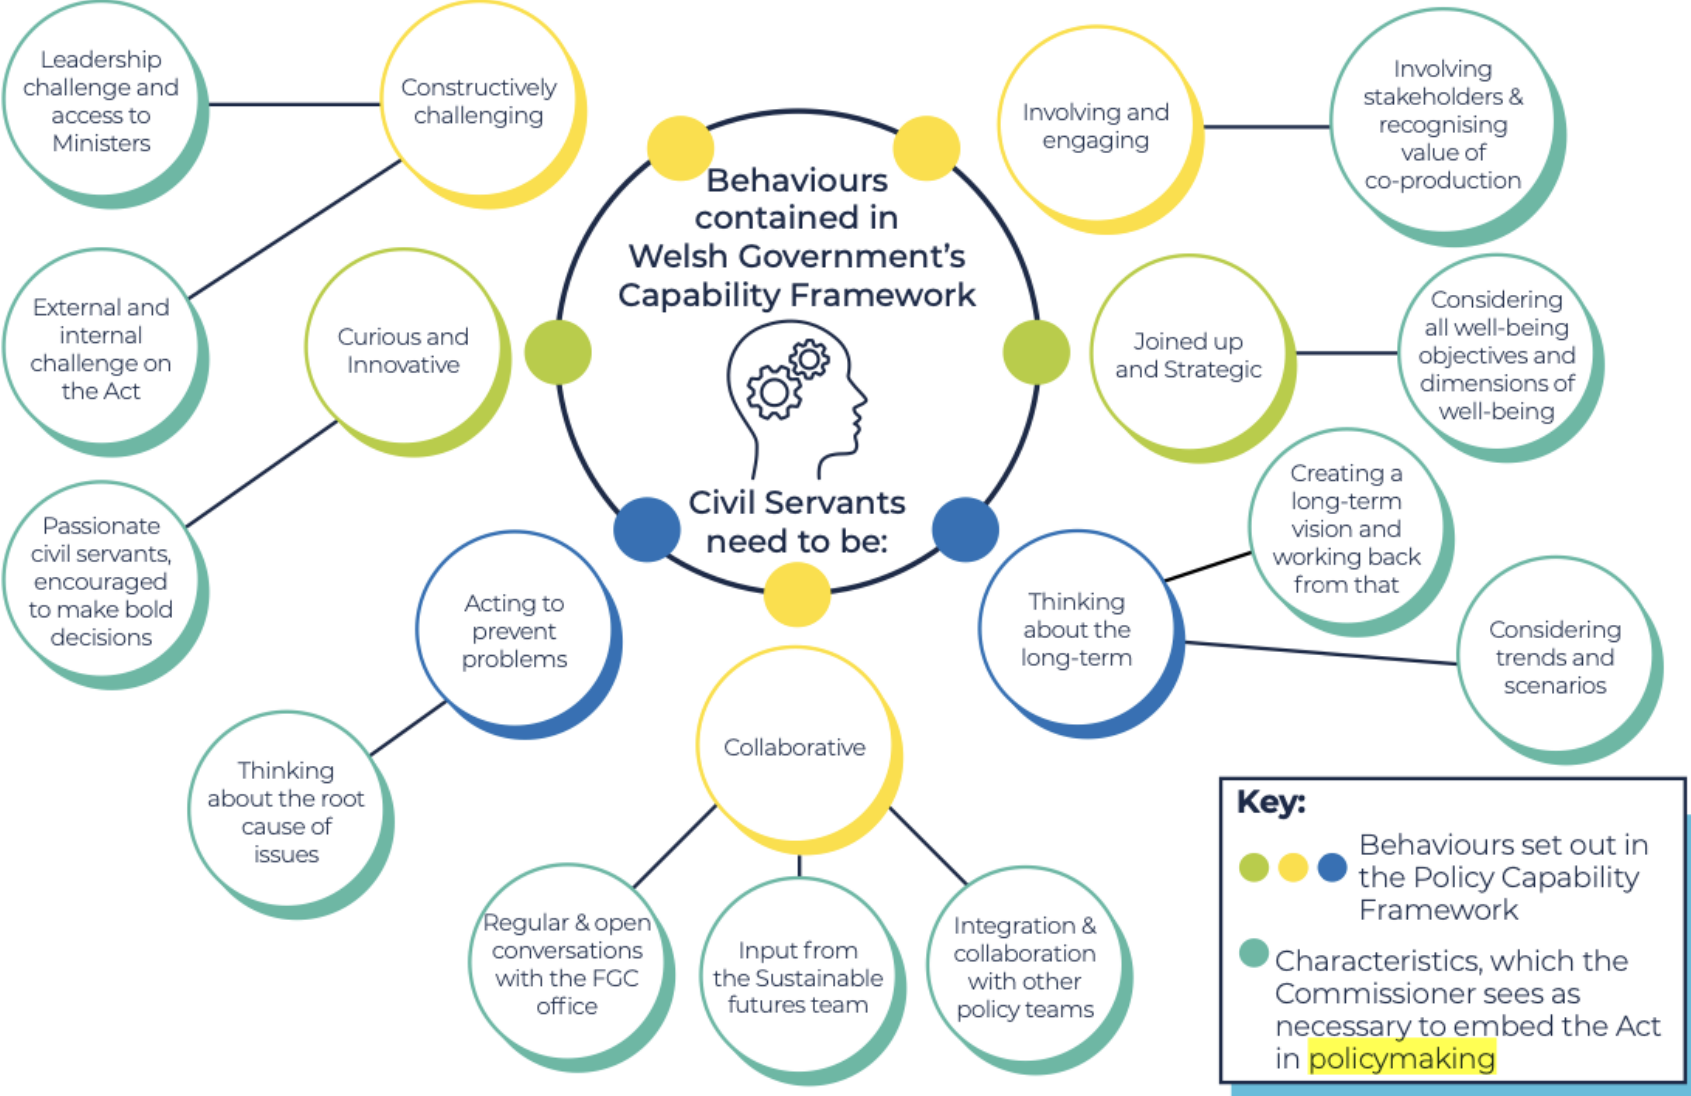 Leadership
challenge and
access to
Ministers
Constructively
challenging
External and
internal
challenge on
the Act
Curious and
Innovative
Passionate
civil servants,
encouraged
to make bold
decisions
Behaviours
contained in
Welsh Government’s
Capability Framework
Civil Servants
need to be:
Involving and
engaging
Involving
stakeholders &
recognising
value of
co-production
Joined up
and Strategic
Considering
all well-being
objectives and
dimensions of
well-being
Creating a
long-term
vision and
working back
from that
Thinking
about the
long-term
Considering
trends and
scenarios
Acting to
prevent
problems
Thinking
about the root
cause of
issues
Collaborative
Regular & open
conversations
with the FGC
office
Input from
the Sustainable
futures team
Integration &
collaboration
with other
policy teams
Key:
Behaviours set out in
the Policy Capability
Framework
Characteristics, which the
Commissioner sees as
necessary to embed the Act
in policymaking